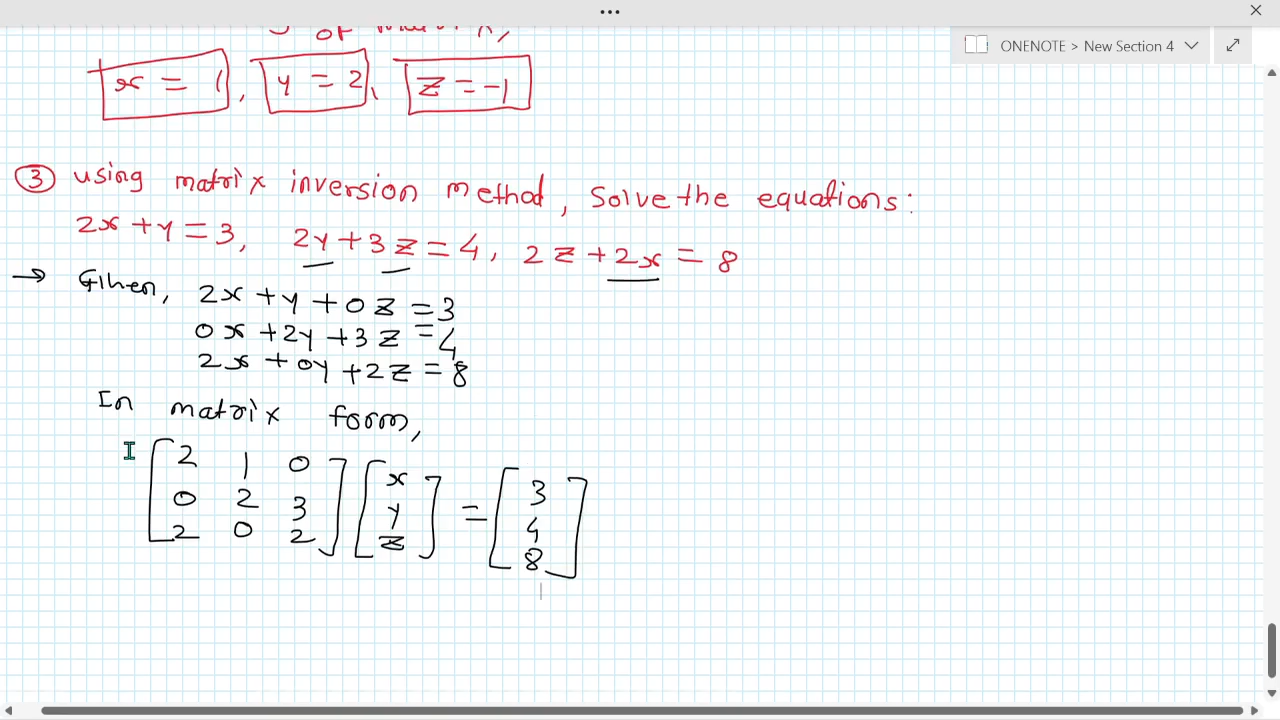 ONENOTE > New Section 4
of
x = 1, y = 2, z = -1
③ using matrix inversion method, Solve the equations:
2x + y = 3, 2y + 3z = 4, 2z + 2x = 8
→ Given, 2x + y + 0z = 3
0x + 2y + 3z = 4
2x + 0y + 2z = 8
In matrix form,
[2 1 0] [x] = [3]
[0 2 3] [y] [4]
[2 0 2] [z] [8]